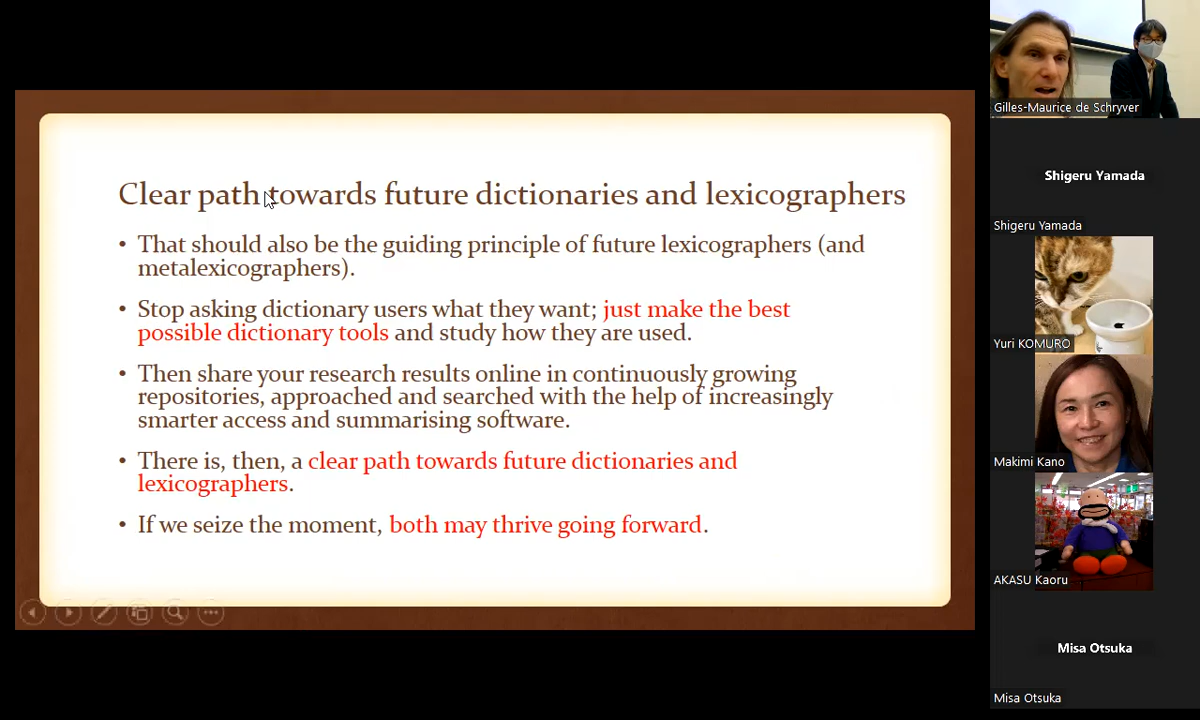 Clear path towards future dictionaries and lexicographers
• That should also be the guiding principle of future lexicographers (and
metalexicographers).
• Stop asking dictionary users what they want; just make the best
possible dictionary tools and study how they are used.
• Then share your research results online in continuously growing
repositories, approached and searched with the help of increasingly
smarter access and summarising software.
• There is, then, a clear path towards future dictionaries and
lexicographers.
• If we seize the moment, both may thrive going forward.
Gilles-Maurice de Schryver
Shigeru Yamada
Shigeru Yamada
Yuri KOMURO
Makimi Kano
AKASU Kaoru
Misa Otsuka
Misa Otsuka